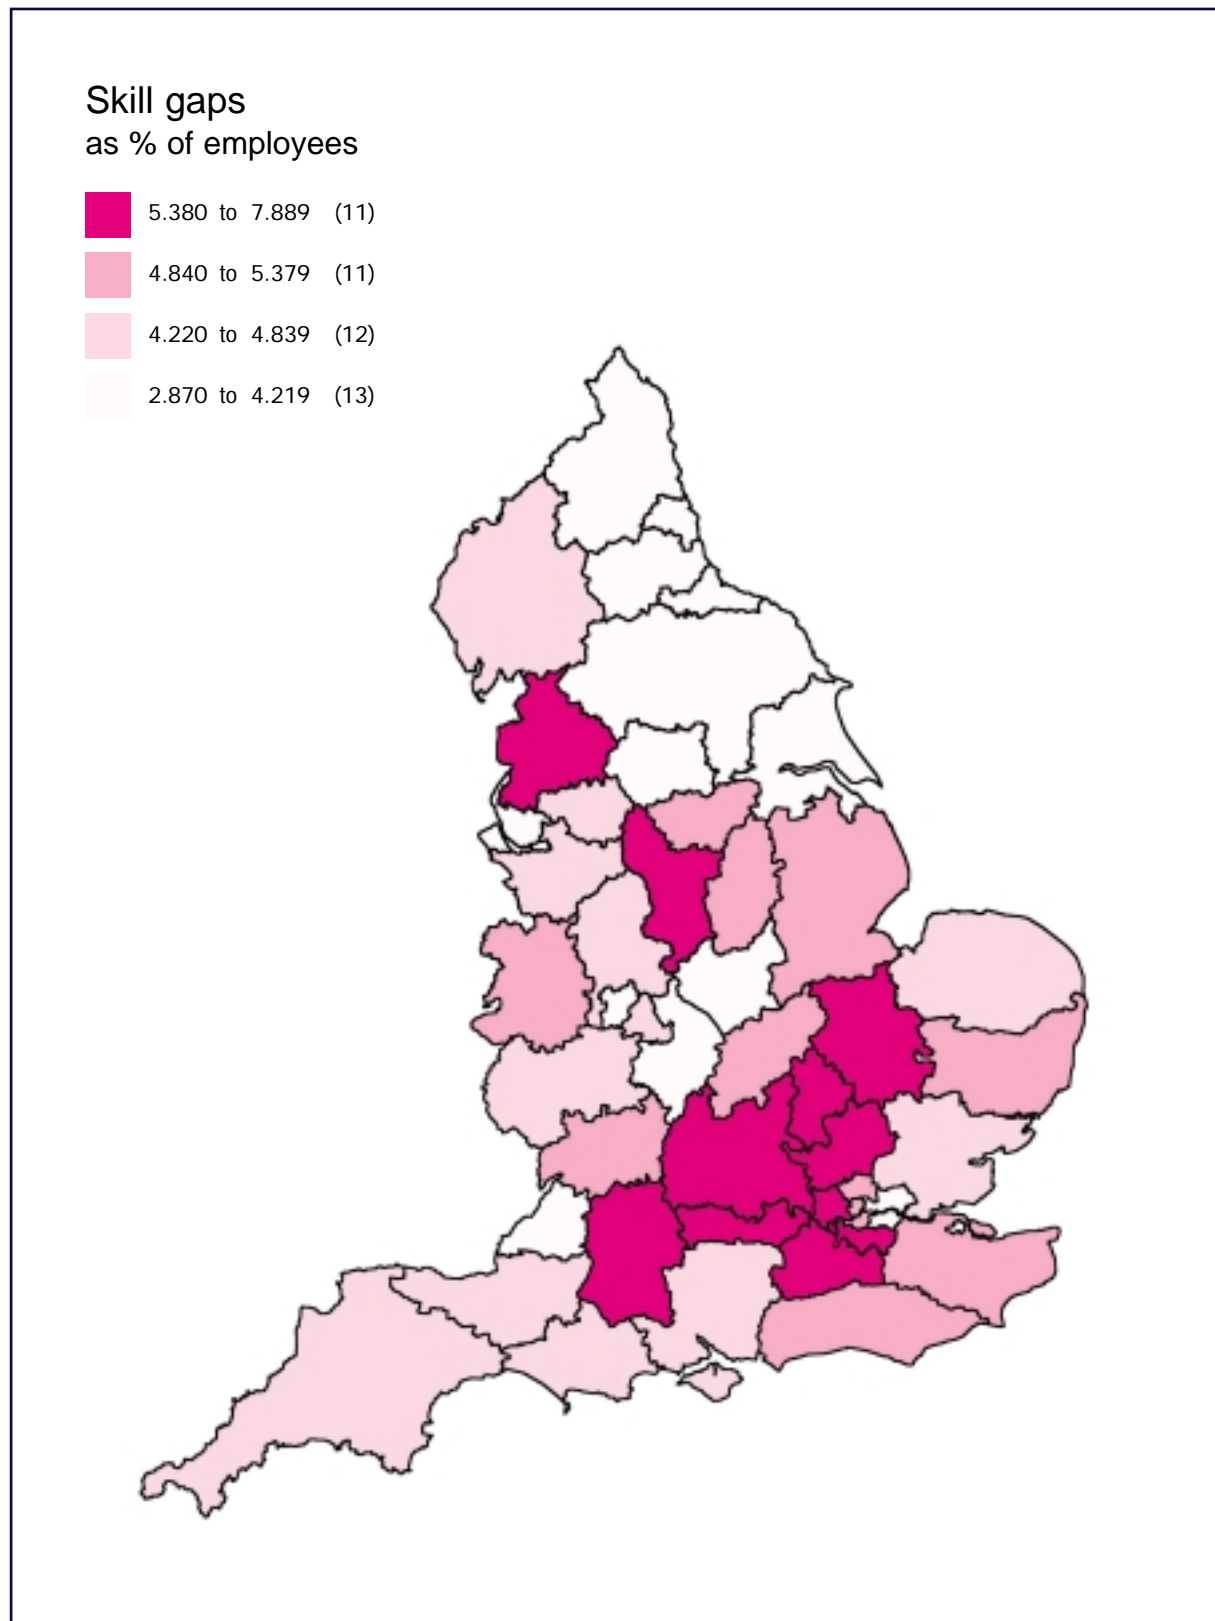 Skill gaps
as % of employees
5.380 to 7.889 (11)
4.840 to 5.379 (11)
4.220 to 4.839 (12)
2.870 to 4.219 (13)